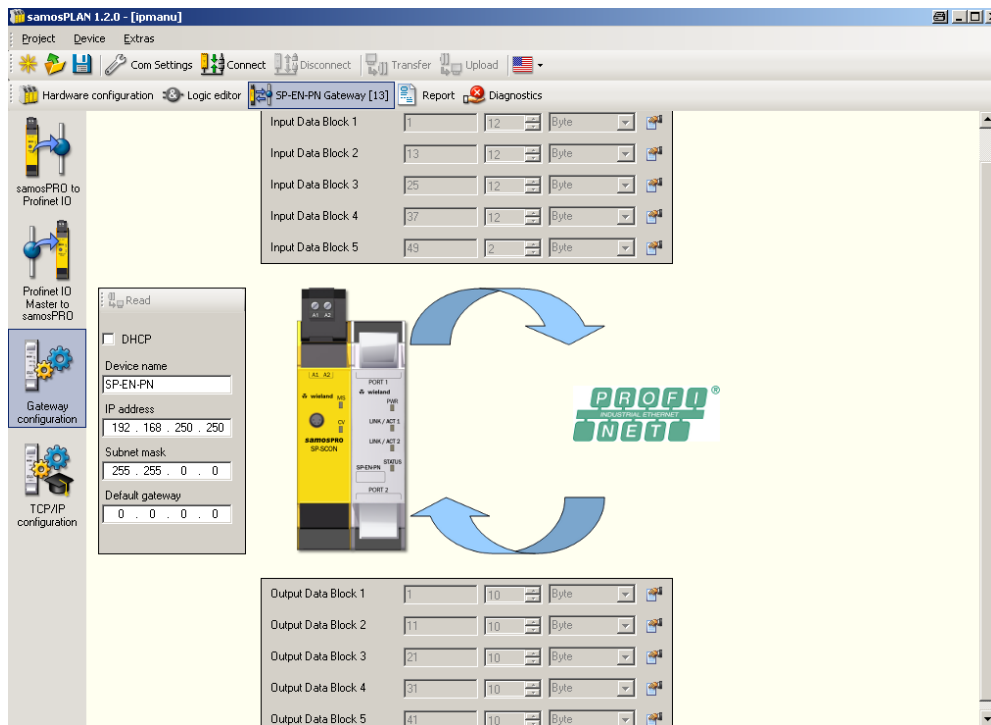 samosPLAN 1.2.0 - [ipmanu]
Project Device Extras
Com Settings Connect Disconnect Transfer Upload
Hardware configuration Logic editor SP-EN-PN Gateway [13] Report Diagnostics
samosPRO to
Profinet IO
Profinet IO
Master to
samosPRO
Gateway
configuration
TCP/IP
configuration
Input Data Block 1 1 12 Byte
Input Data Block 2 13 12 Byte
Input Data Block 3 25 12 Byte
Input Data Block 4 37 12 Byte
Input Data Block 5 49 2 Byte
Read
DHCP
Device name
SP-EN-PN
IP address
192 . 168 . 250 . 250
Subnet mask
255 . 255 . 0 . 0
Default gateway
0 . 0 . 0 . 0
A1 A2
A1 A2
wieland MS
CV
samosPRO
SP-SCON
PORT 1
wieland
PWR
LINK / ACT 1
LINK / ACT 2
STATUS
SP-EN-PN
PORT 2
PROFI®
INDUSTRIAL ETHERNET
NET
Output Data Block 1 1 10 Byte
Output Data Block 2 11 10 Byte
Output Data Block 3 21 10 Byte
Output Data Block 4 31 10 Byte
Output Data Block 5 41 10 Byte